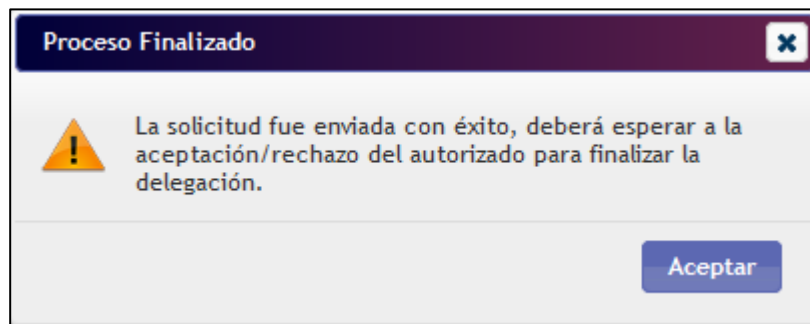 Proceso Finalizado
La solicitud fue enviada con éxito, deberá esperar a la
aceptación/rechazo del autorizado para finalizar la
delegación.
Aceptar